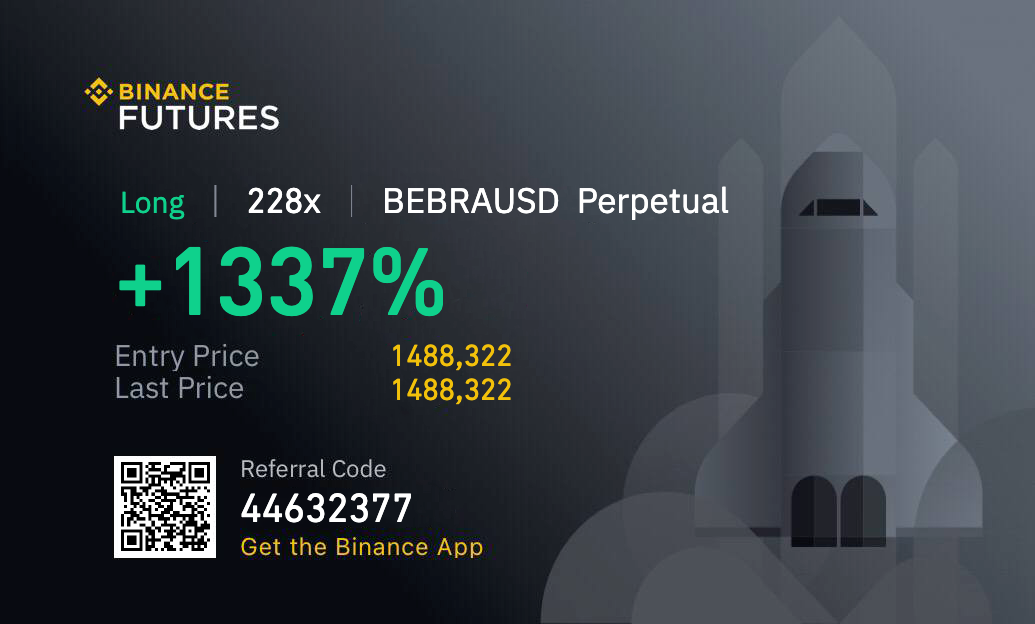 BINANCE
FUTURES
Long | 228x | BEBRAUSD Perpetual
+1337%
Entry Price 1488,322
Last Price 1488,322
Referral Code
44632377
Get the Binance App